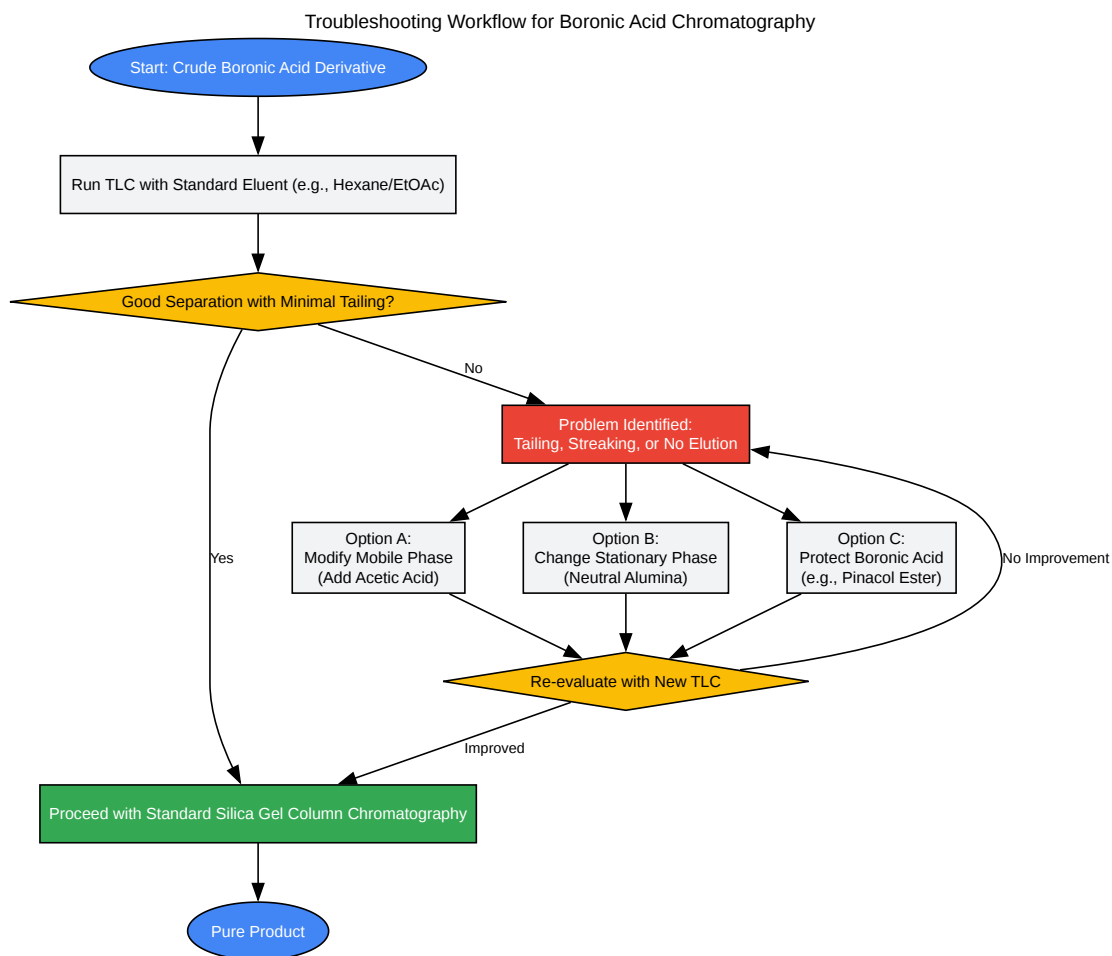 Troubleshooting Workflow for Boronic Acid Chromatography
Start: Crude Boronic Acid Derivative
Run TLC with Standard Eluent (e.g., Hexane/EtOAc)
Good Separation with Minimal Tailing?
No
Problem Identified:
Tailing, Streaking, or No Elution
Option A:
Modify Mobile Phase
(Add Acetic Acid)
Option B:
Change Stationary Phase
(Neutral Alumina)
Option C:
Protect Boronic Acid
(e.g., Pinacol Ester)
Yes
No Improvement
Re-evaluate with New TLC
Improved
Proceed with Standard Silica Gel Column Chromatography
Pure Product